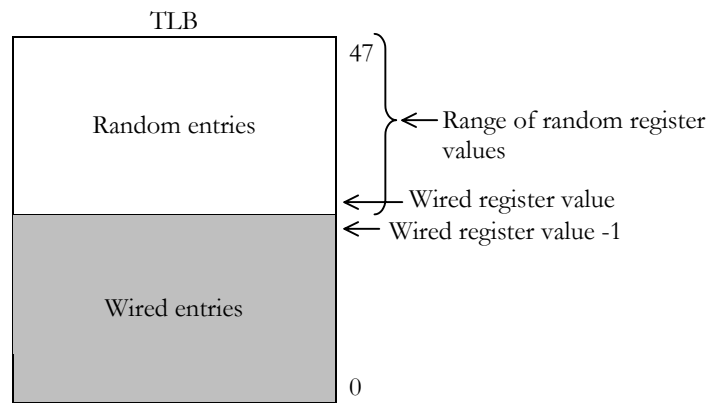 TLB
47
Random entries
Range of random register
values
Wired register value
Wired register value -1
Wired entries
0